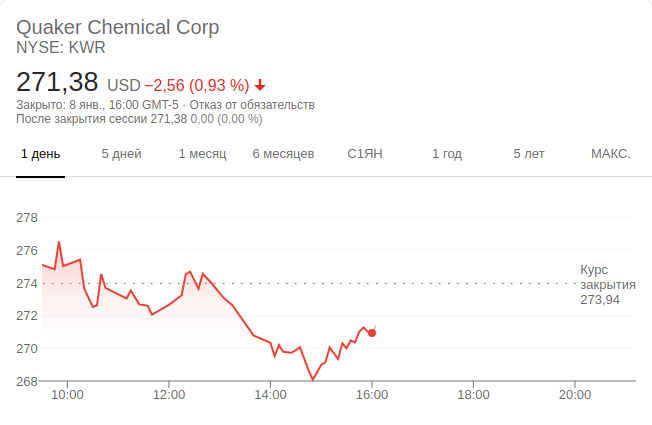 Quaker Chemical Corp
NYSE: KWR
271,38 USD −2,56 (0,93 %)
Закрыто: 8 янв., 16:00 GMT-5 · Отказ от обязательств
После закрытия сессии 271,38 0,00 (0,00 %)
1 день 5 дней 1 месяц 6 месяцев С1ЯН 1 год 5 лет МАКС.
278
276
274
272
270
268
Курс
закрытия
273,94
10:00 12:00 14:00 16:00 18:00 20:00